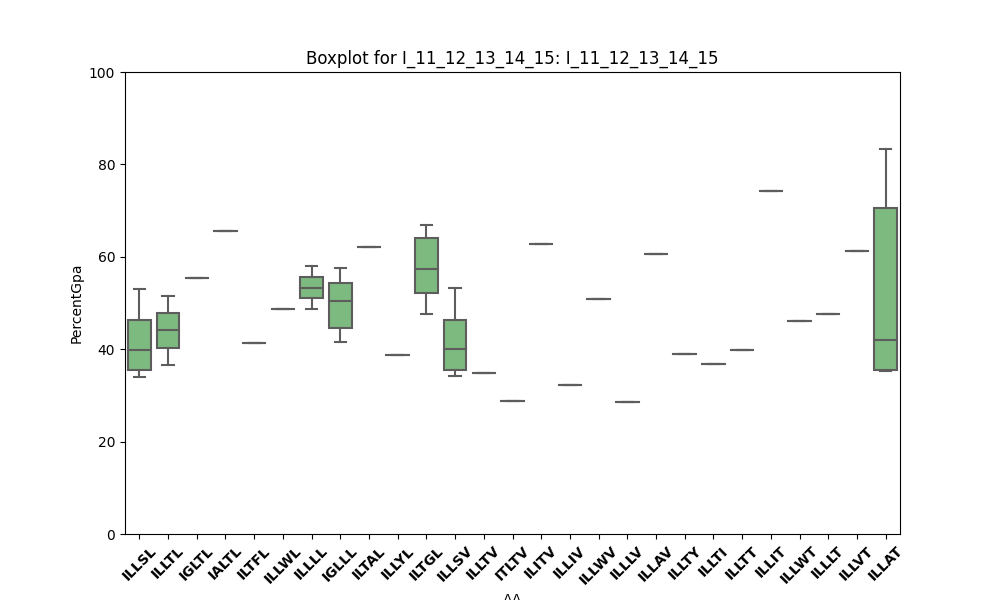 Boxplot for I_11_12_13_14_15: I_11_12_13_14_15
100
80
60
40
20
0
PercentGpa
ILLSL
ILLTL
IGLTL
IALTL
ILTFL
ILLWL
ILLLL
IGLLL
ILTAL
ILLYL
ILTGL
ILLSV
ILLTV
ITLTV
ILITV
ILLIV
ILLWV
ILLLV
ILLAV
ILLTY
ILLTI
ILLTT
ILLIT
ILLWT
ILLLT
ILLVT
ILLAT
AA